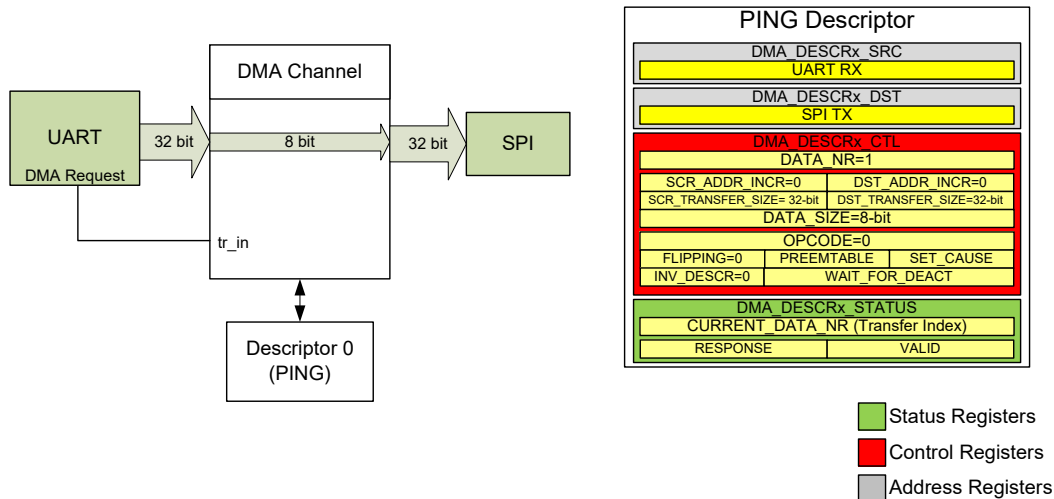 DMA Channel
UART
DMA Request
32 bit
8 bit
32 bit
SPI
tr_in
Descriptor 0
(PING)
PING Descriptor
DMA_DESCRx_SRC
UART RX
DMA_DESCRx_DST
SPI TX
DMA_DESCRx_CTL
DATA_NR=1
SCR_ADDR_INCR=0 DST_ADDR_INCR=0
SCR_TRANSFER_SIZE= 32-bit DST_TRANSFER_SIZE=32-bit
DATA_SIZE=8-bit
OPCODE=0
FLIPPING=0 PREEMTABLE SET_CAUSE
INV_DESCR=0 WAIT_FOR_DEACT
DMA_DESCRx_STATUS
CURRENT_DATA_NR (Transfer Index)
RESPONSE VALID
Status Registers
Control Registers
Address Registers